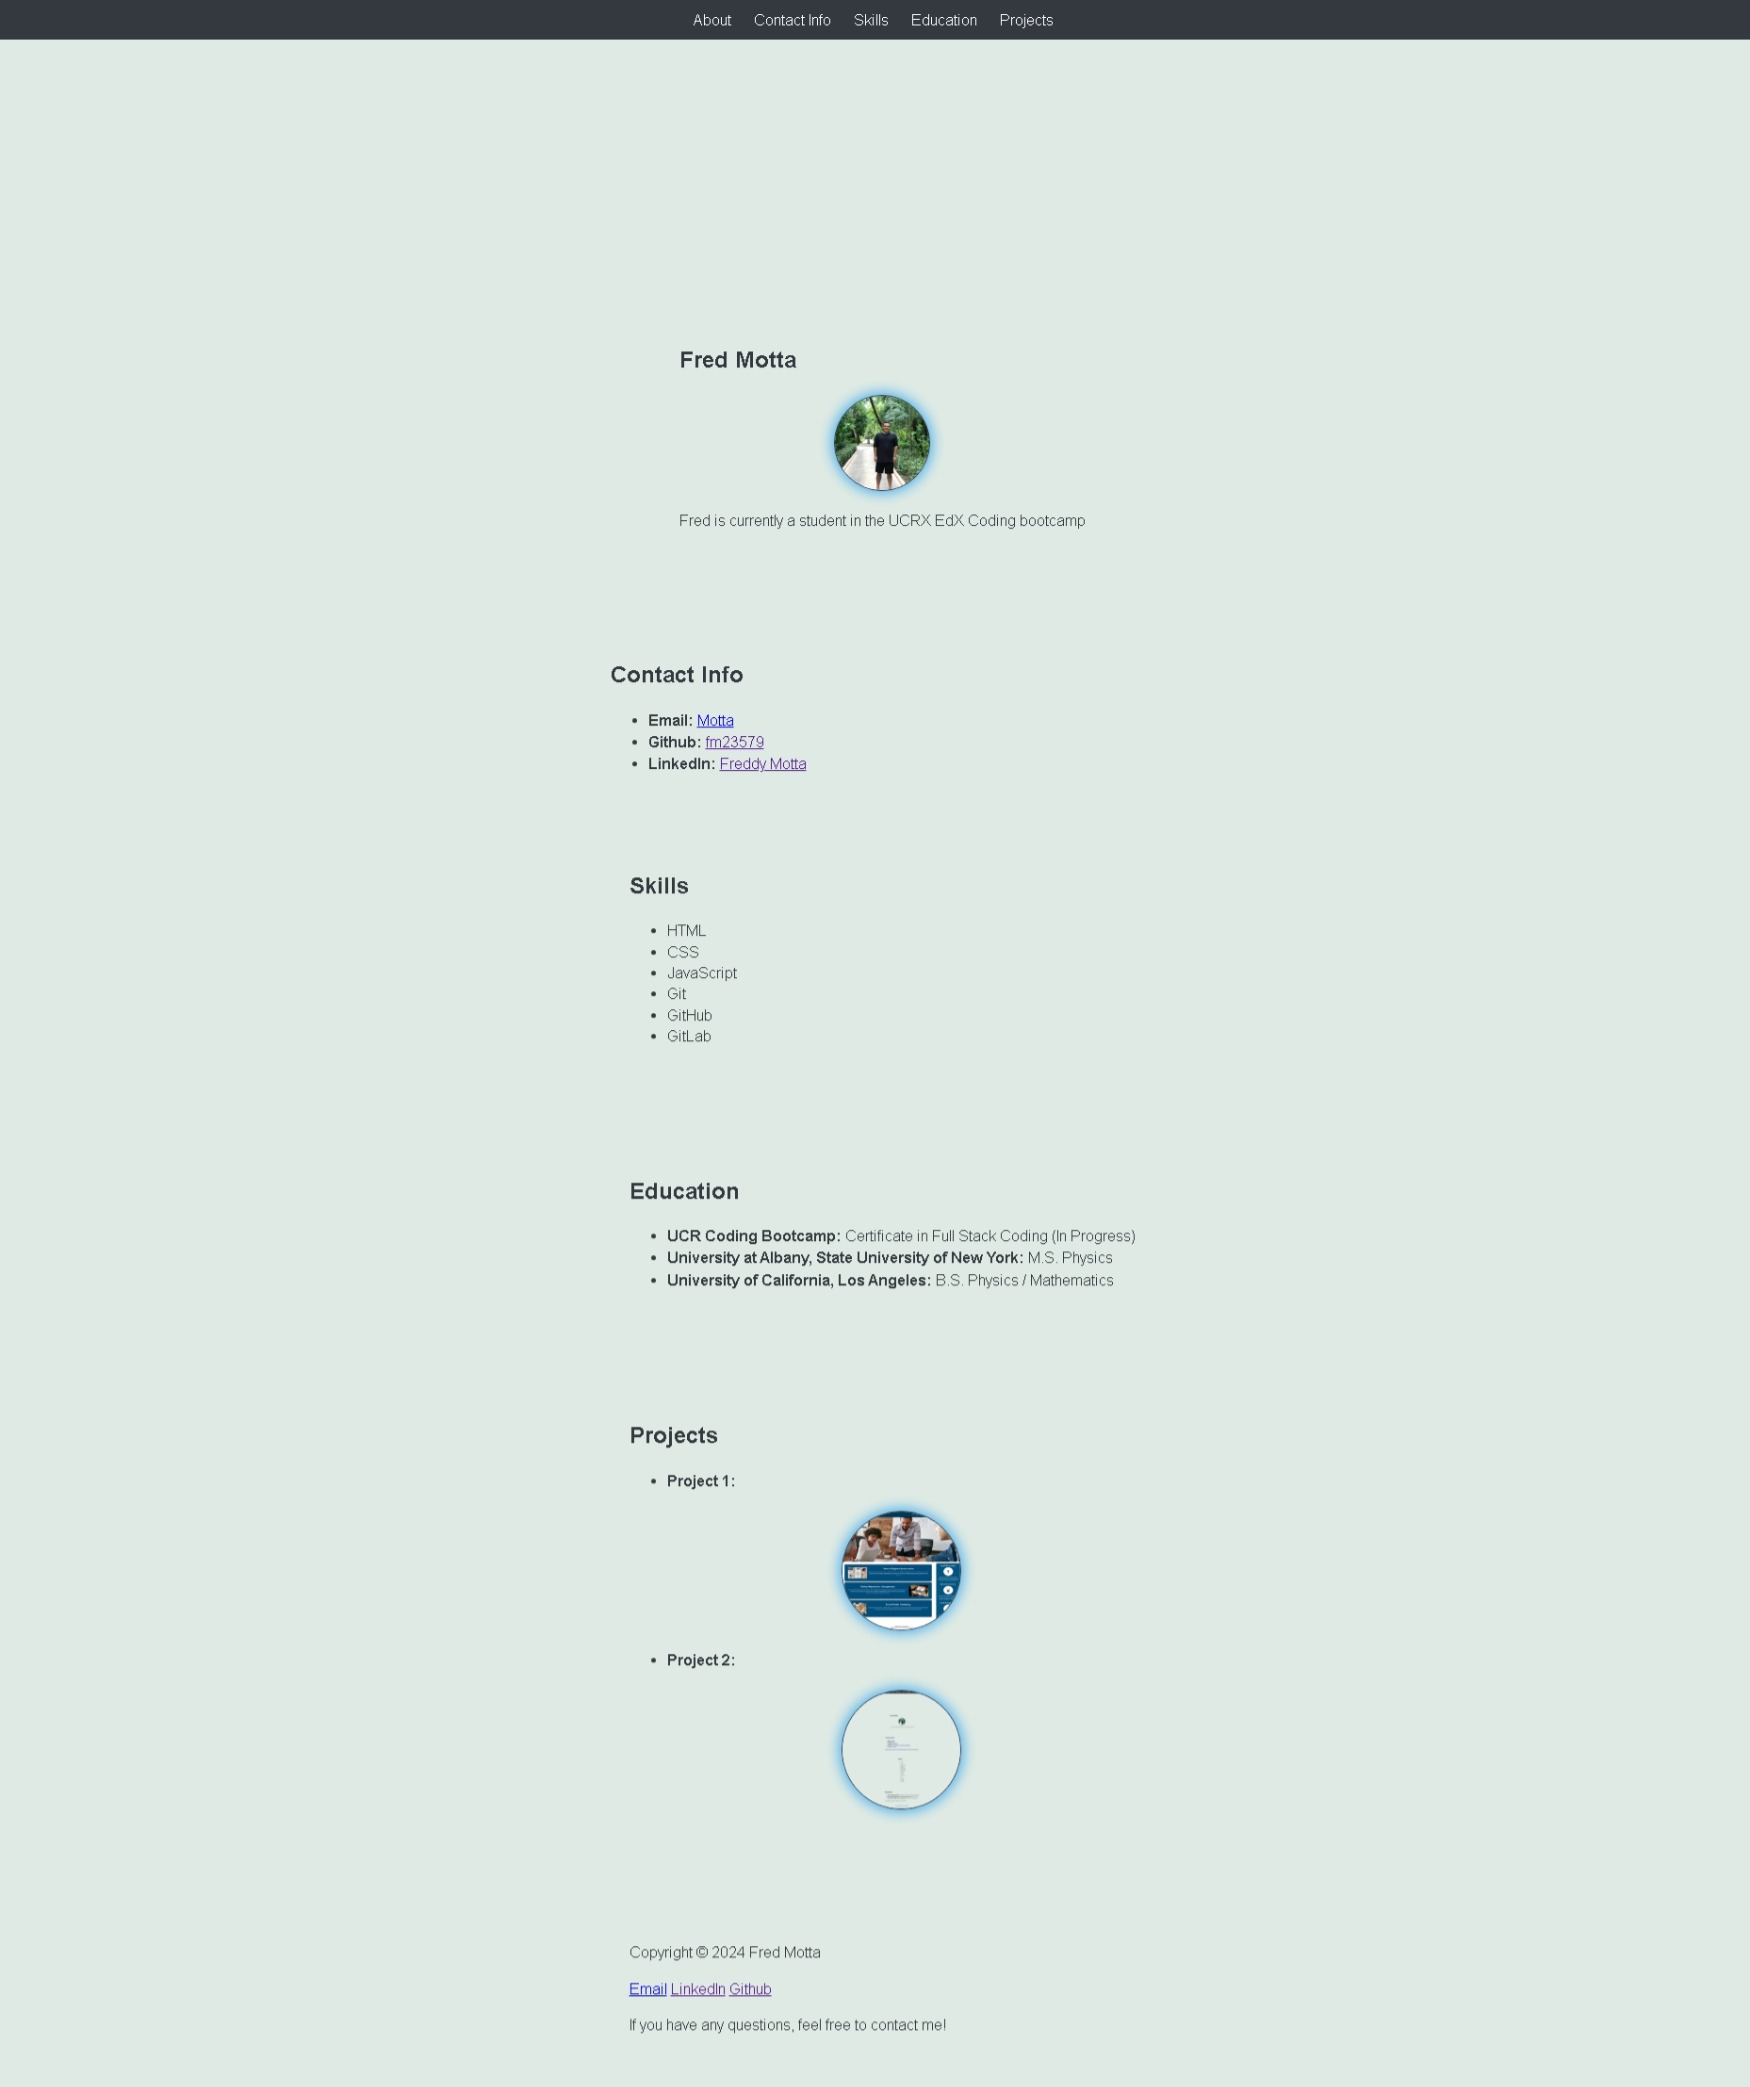 About Contact Info Skills Education Projects
Fred Motta
Fred is currently a student in the UCRX EdX Coding bootcamp
Contact Info
Email: Motta
Github: fm23579
LinkedIn: Freddy Motta
Skills
HTML
CSS
JavaScript
Git
GitHub
GitLab
Education
UCR Coding Bootcamp: Certificate in Full Stack Coding (In Progress)
University at Albany, State University of New York: M.S. Physics
University of California, Los Angeles: B.S. Physics / Mathematics
Projects
Project 1:
Project 2:
Copyright © 2024 Fred Motta
Email LinkedIn Github
If you have any questions, feel free to contact me!